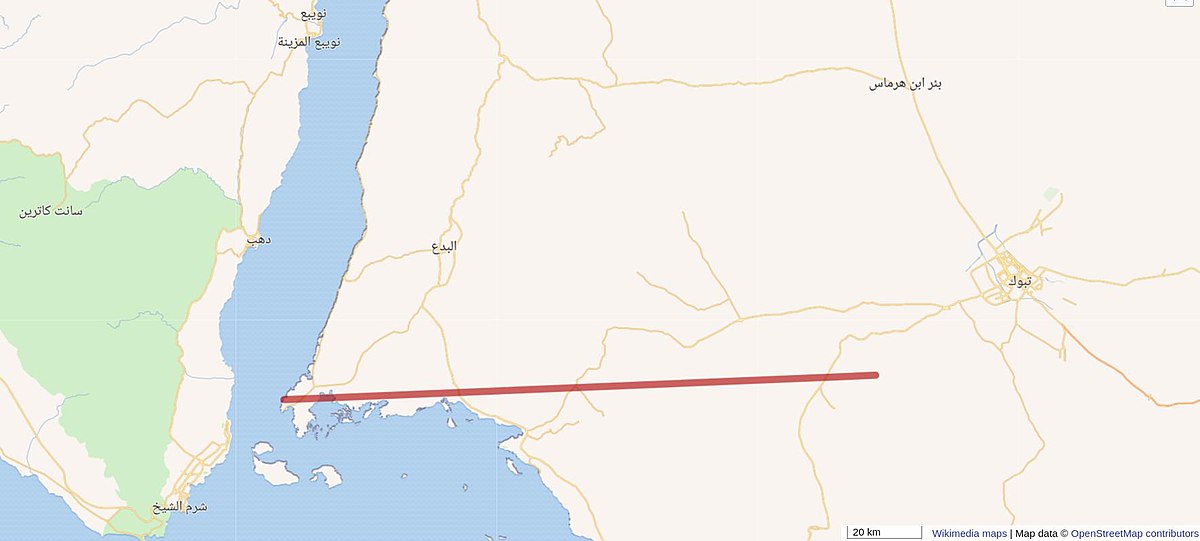 نويبع
نويبع المزينة
بئر ابن هرماس
سانت كاترين
دهب
البدع
تبوك
شرم الشيخ
20 km
Wikimedia maps | Map data © OpenStreetMap contributors